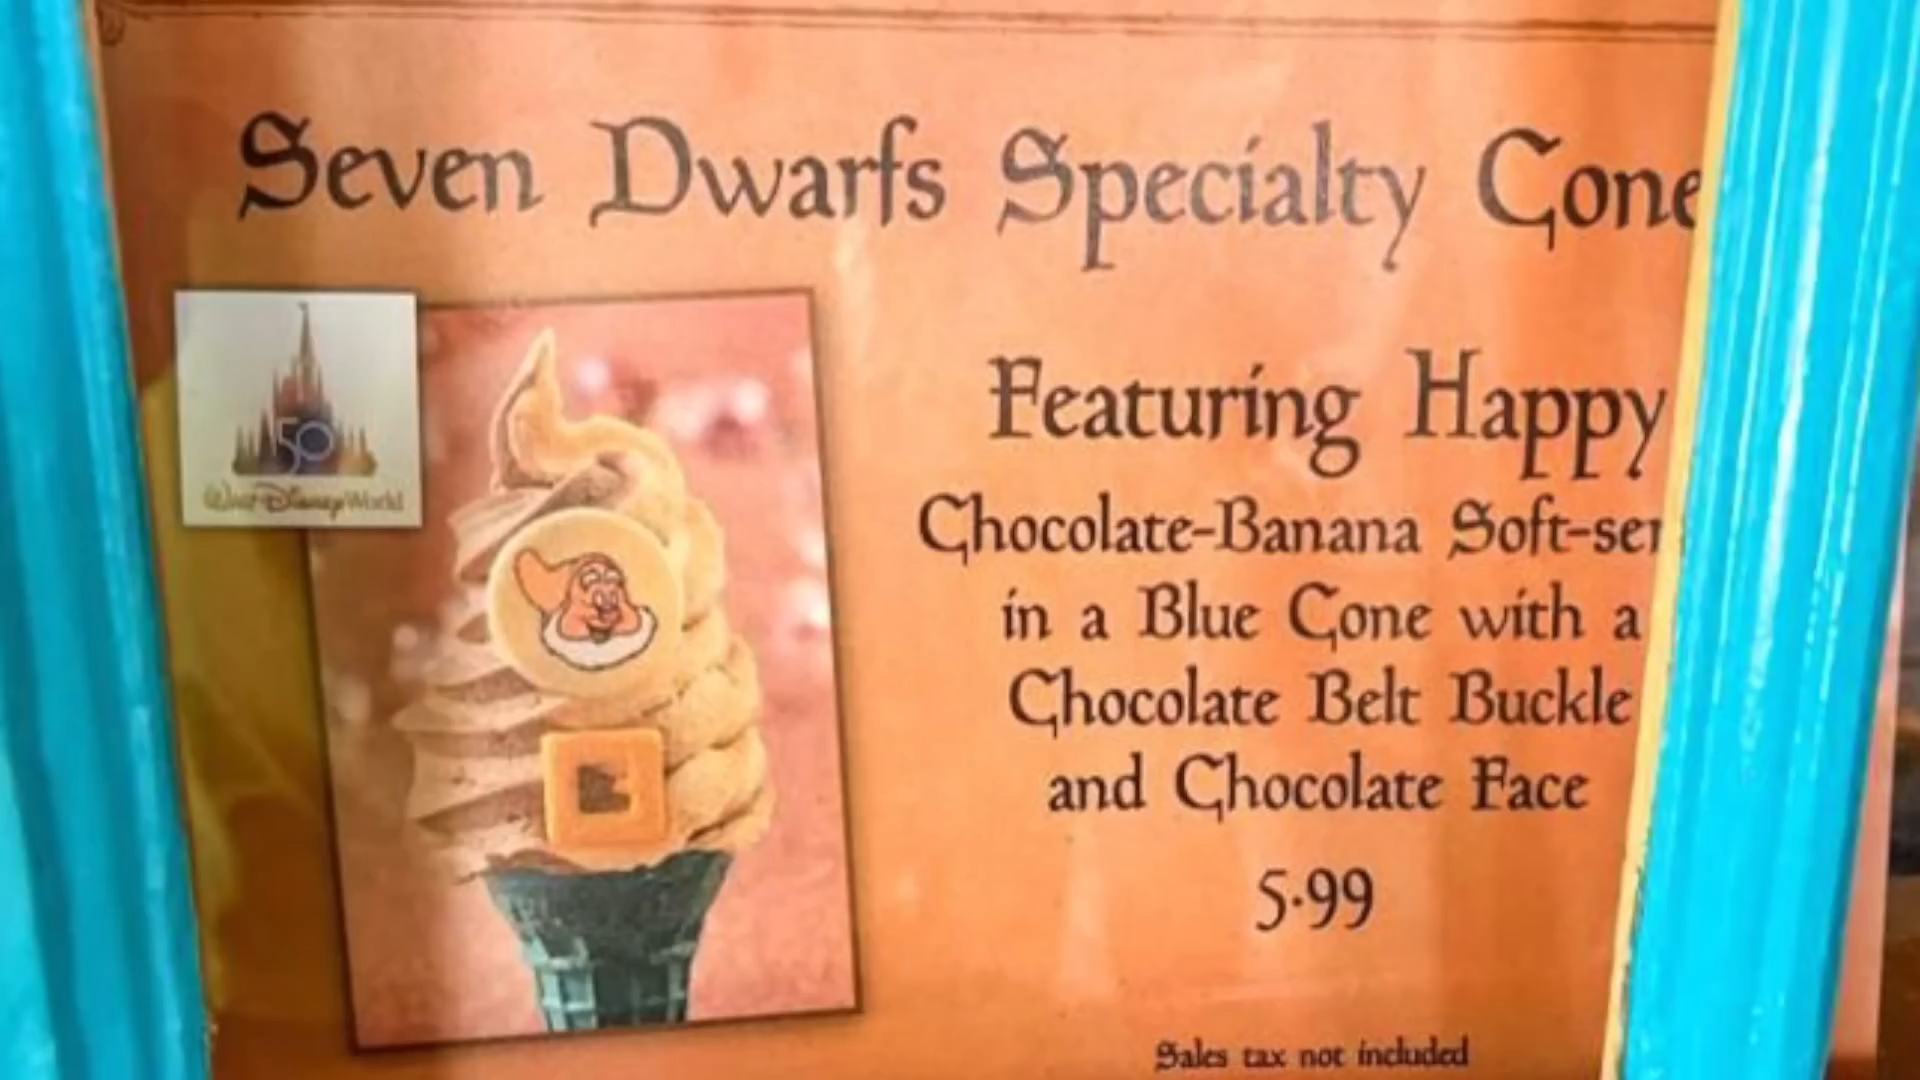 Seven Dwarfs Specialty Cone
50
Walt Disney World
Featuring Happy
Chocolate-Banana Soft-ser
in a Blue Cone with a
Chocolate Belt Buckle
and Chocolate Face
5.99
Sales tax not included